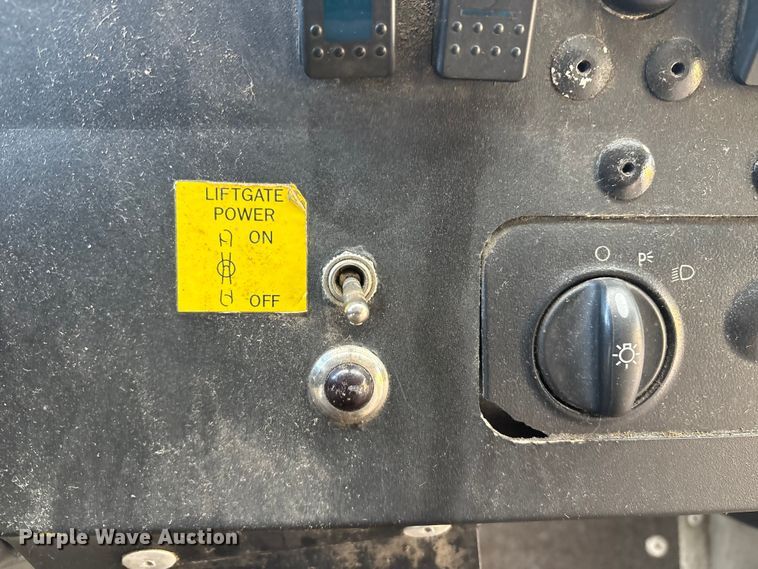 LIFTGATE
POWER
ON
OFF
Purple Wave Auction